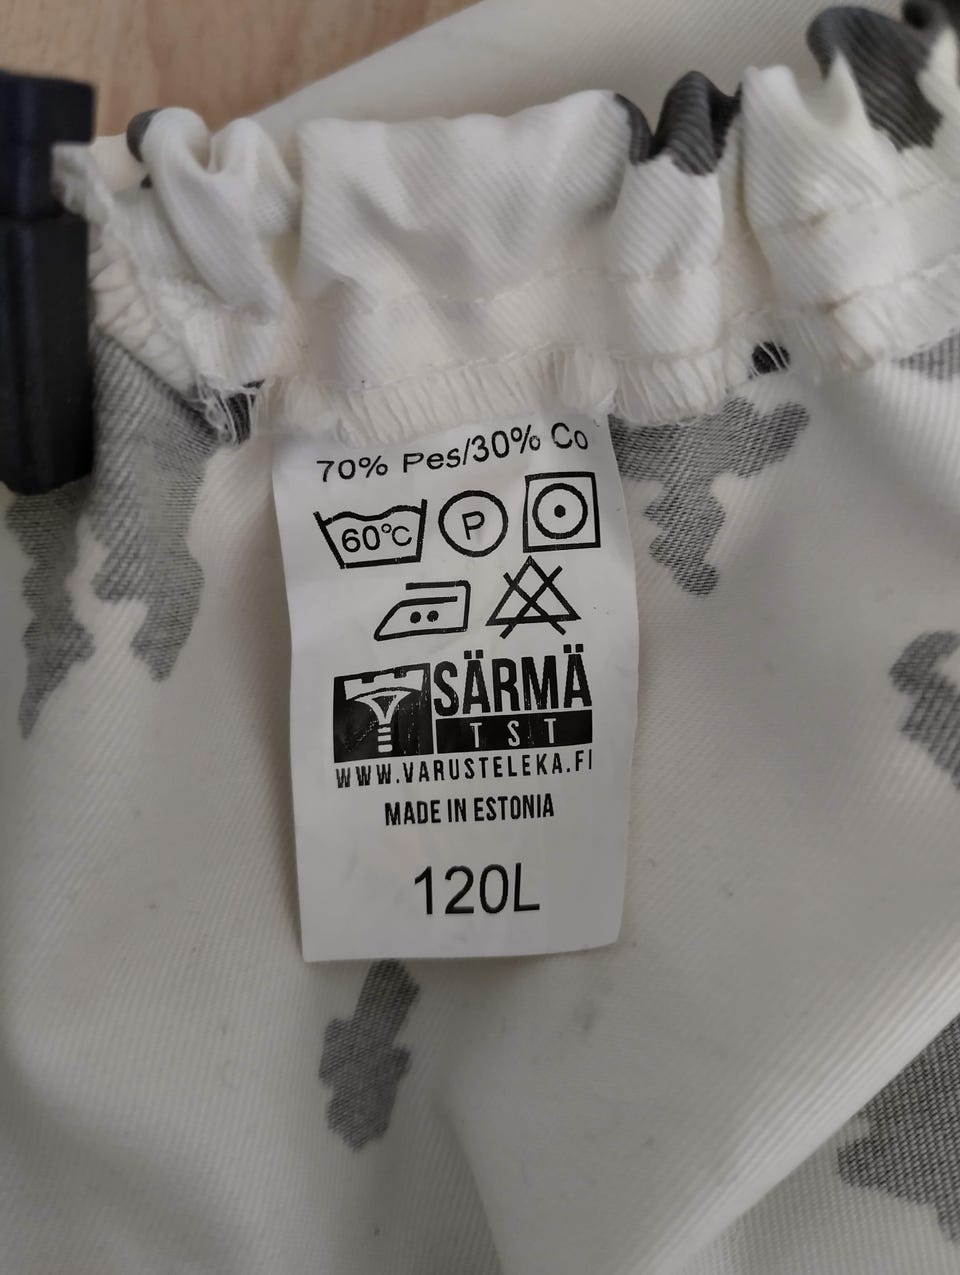 70% Pes/30% Co
60°C P
SÄRMÄ
TST
WWW.VARUSTELEKA.FI
MADE IN ESTONIA
120L